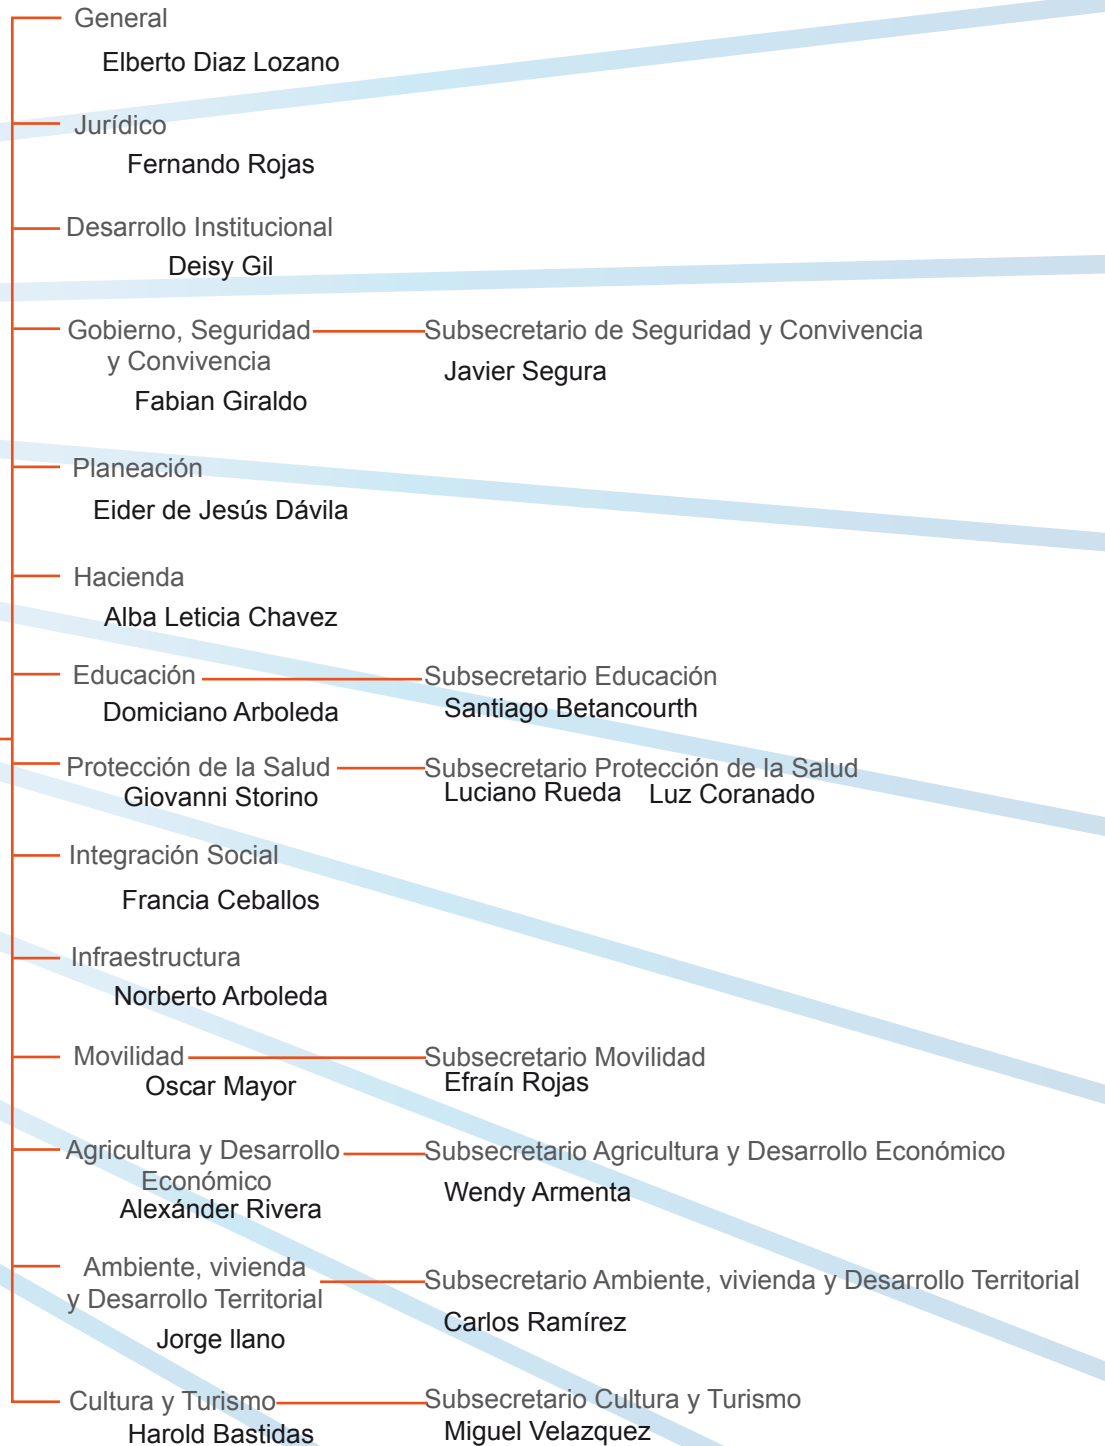 General
Elberto Diaz Lozano
Jurídico
Fernando Rojas
Desarrollo Institucional
Deisy Gil
Gobierno, Seguridad
y Convivencia
Fabian Giraldo
Subsecretario de Seguridad y Convivencia
Javier Segura
Planeación
Eider de Jesús Dávila
Hacienda
Alba Leticia Chavez
Educación
Domiciano Arboleda
Subsecretario Educación
Santiago Betancourth
Protección de la Salud
Giovanni Storino
Subsecretario Protección de la Salud
Luciano Rueda Luz Coranado
Integración Social
Francia Ceballos
Infraestructura
Norberto Arboleda
Movilidad
Oscar Mayor
Subsecretario Movilidad
Efraín Rojas
Agricultura y Desarrollo
Económico
Alexánder Rivera
Subsecretario Agricultura y Desarrollo Económico
Wendy Armenta
Ambiente, vivienda
y Desarrollo Territorial
Jorge llano
Subsecretario Ambiente, vivienda y Desarrollo Territorial
Carlos Ramírez
Cultura y Turismo
Harold Bastidas
Subsecretario Cultura y Turismo
Miguel Velazquez